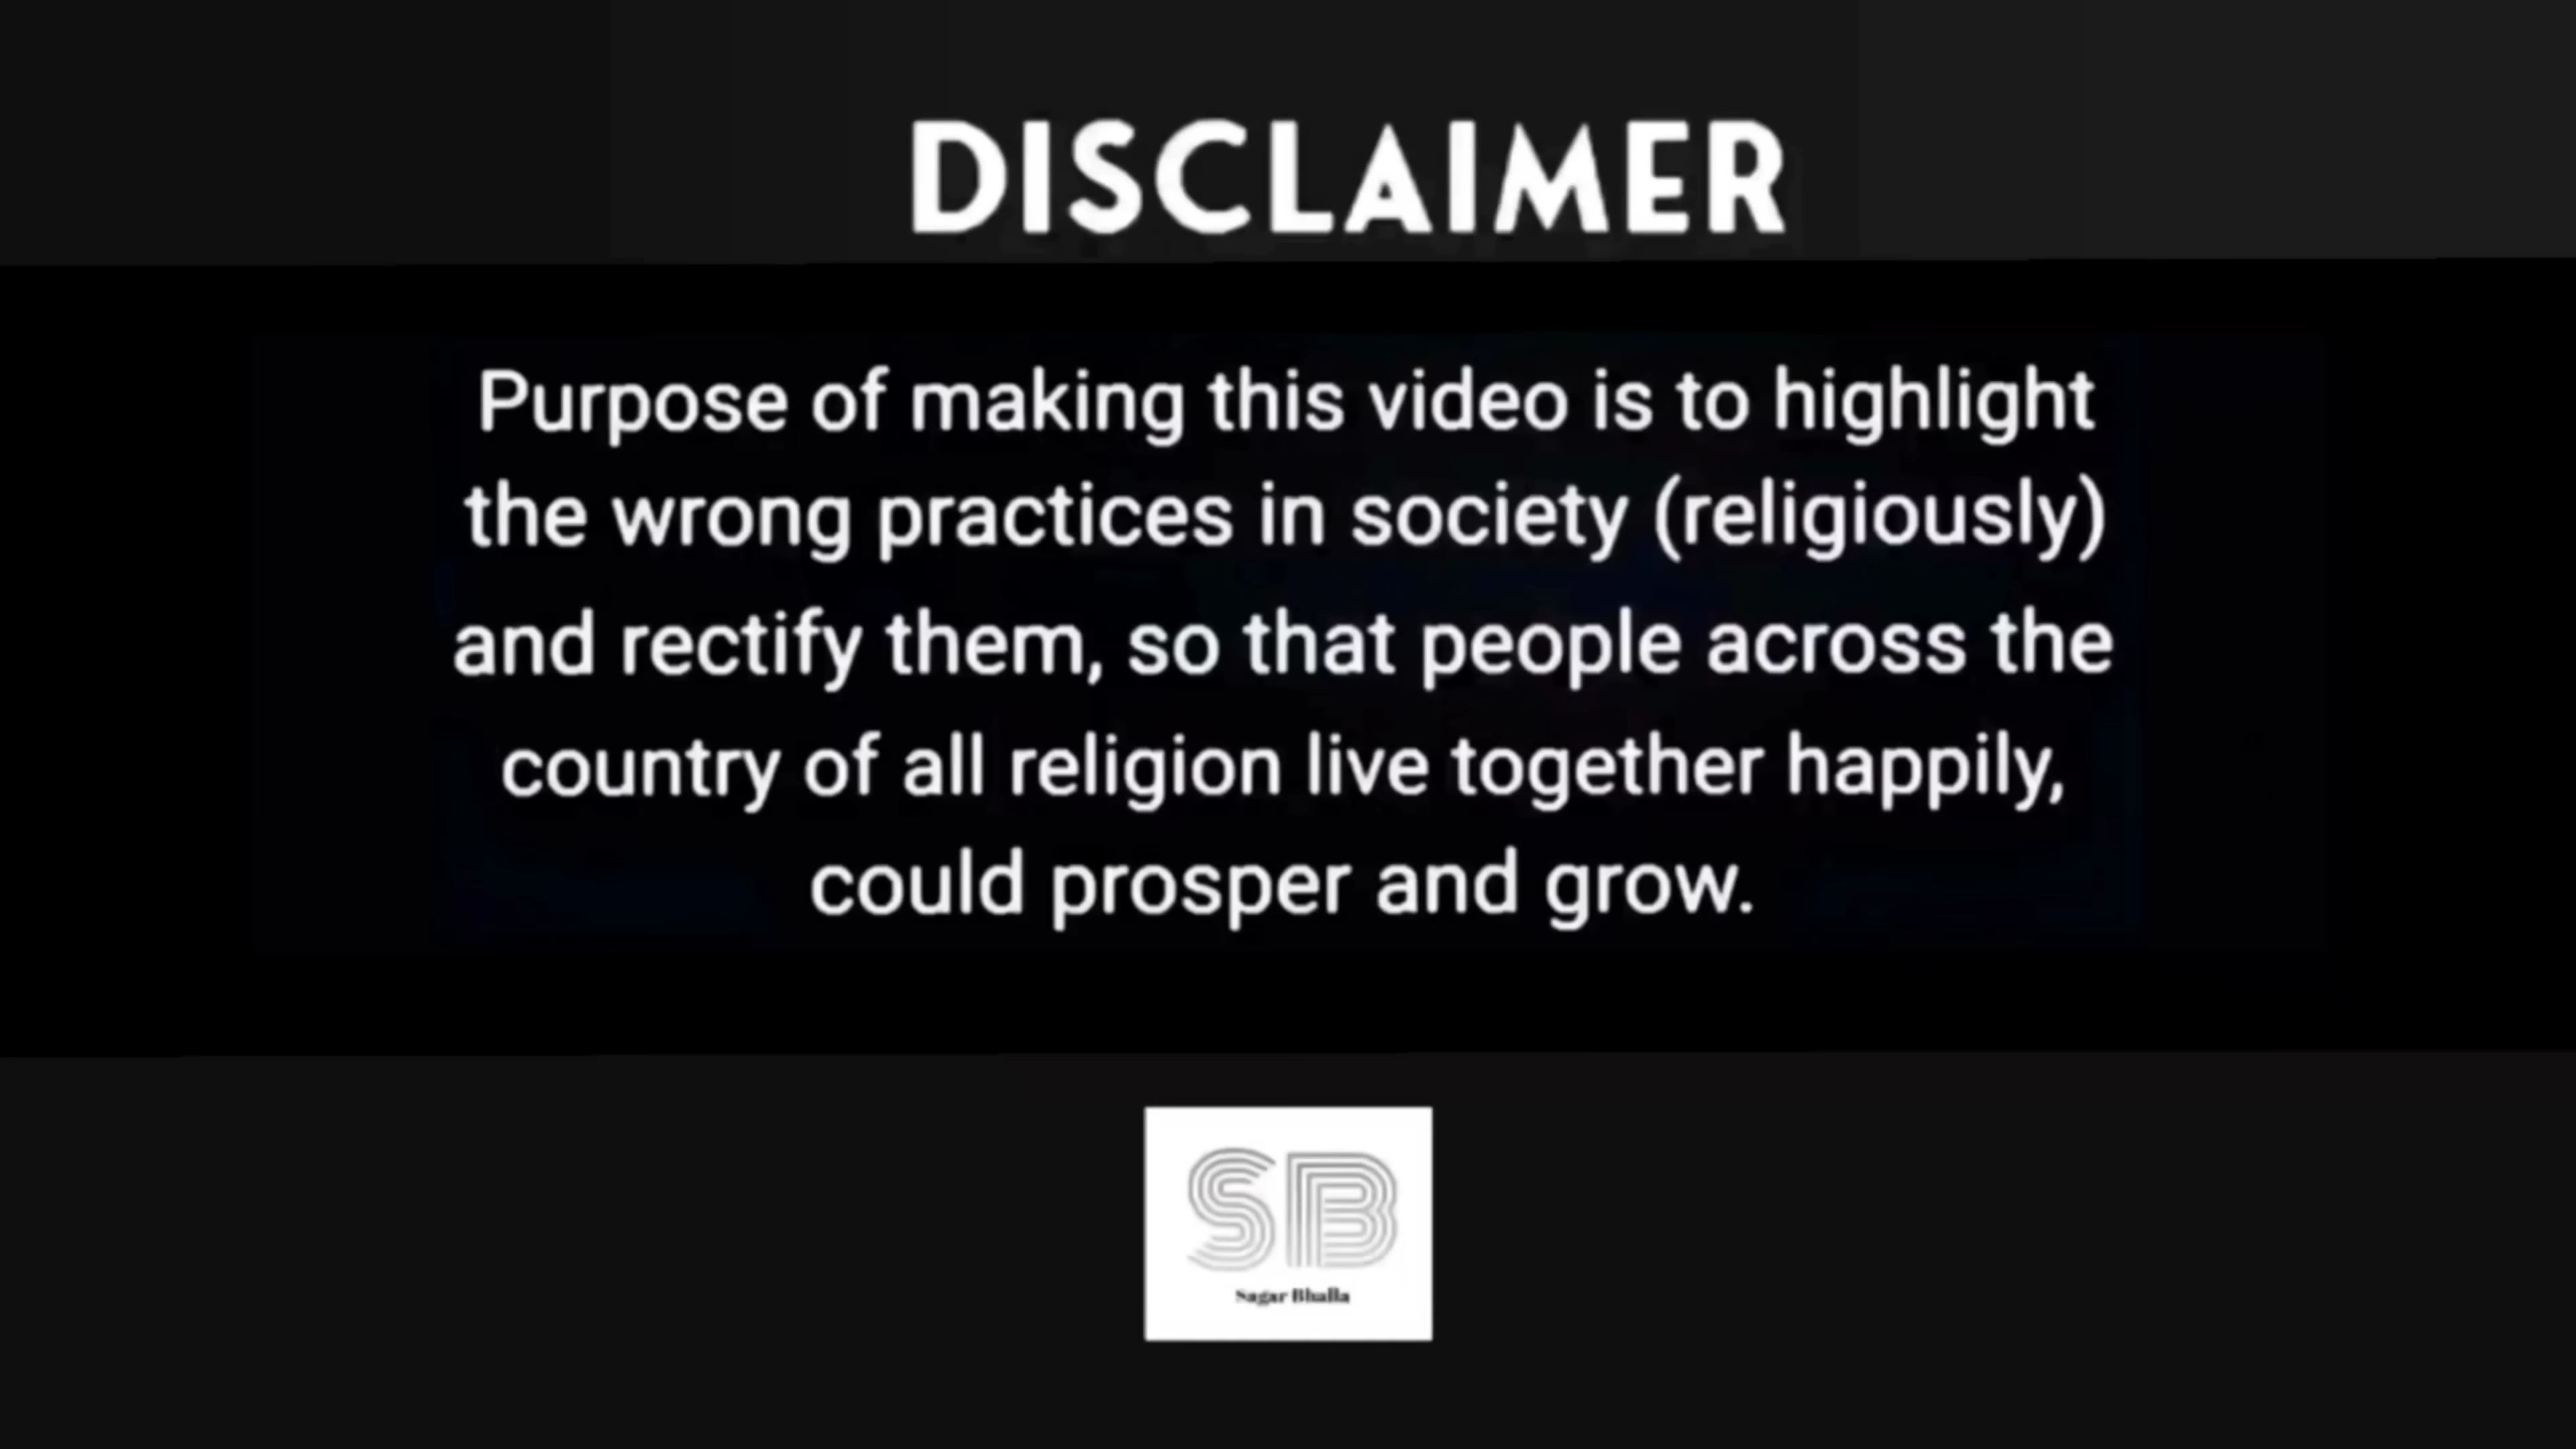 DISCLAIMER
Purpose of making this video is to highlight
the wrong practices in society (religiously)
and rectify them, so that people across the
country of all religion live together happily,
could prosper and grow.
SB
Sagar Bhalla